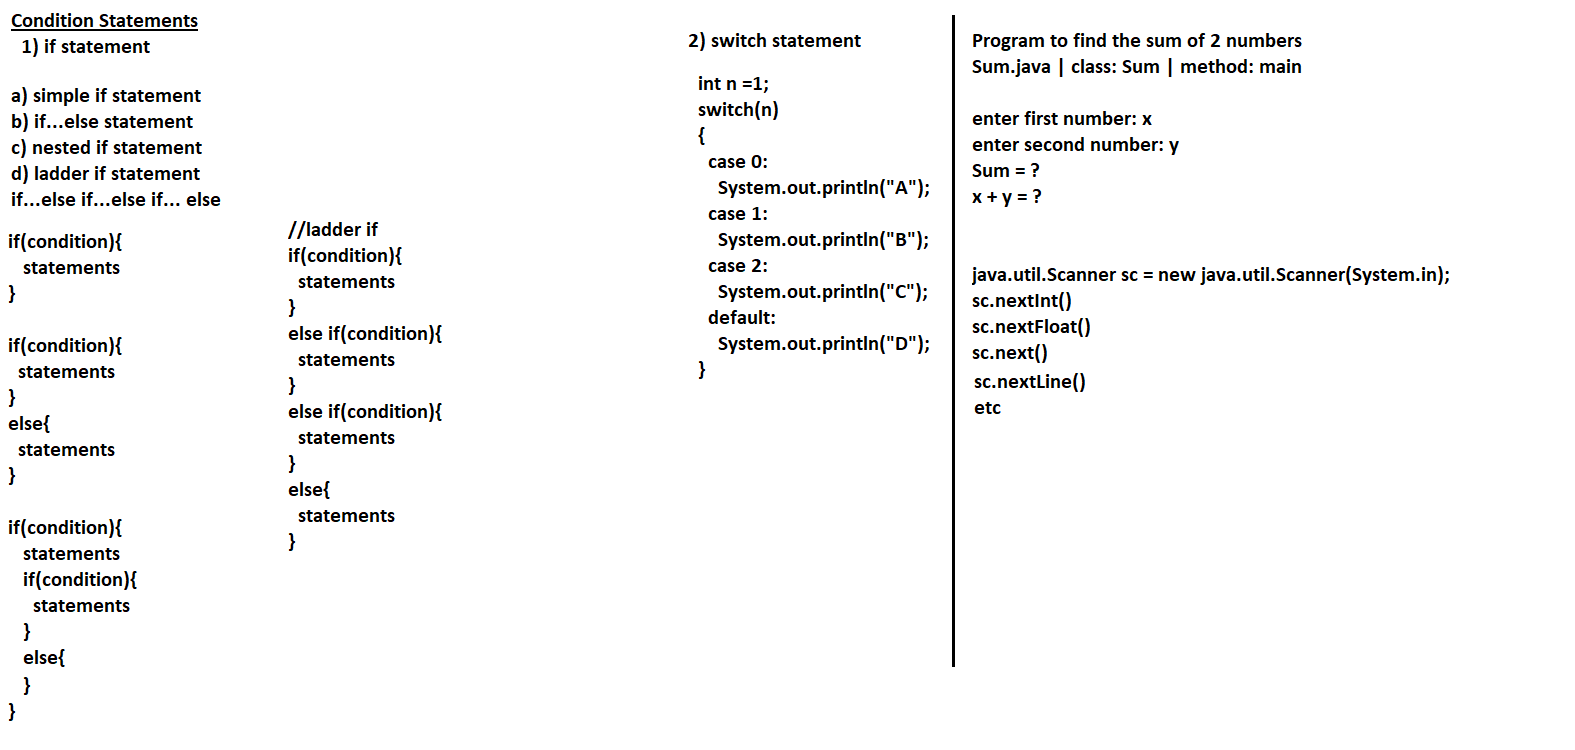 Condition Statements
1) if statement
a) simple if statement
b) if...else statement
c) nested if statement
d) ladder if statement
if...else if...else if... else
if(condition){
statements
}
if(condition){
statements
}
else{
statements
}
if(condition){
statements
if(condition){
statements
}
else{
}
}
//ladder if
if(condition){
statements
}
else if(condition){
statements
}
else if(condition){
statements
}
else{
statements
}
2) switch statement
int n =1;
switch(n)
{
case 0:
System.out.println("A");
case 1:
System.out.println("B");
case 2:
System.out.println("C");
default:
System.out.println("D");
}
Program to find the sum of 2 numbers
Sum.java | class: Sum | method: main
enter first number: x
enter second number: y
Sum = ?
x + y = ?
java.util.Scanner sc = new java.util.Scanner(System.in);
sc.nextInt()
sc.nextFloat()
sc.next()
sc.nextLine()
etc